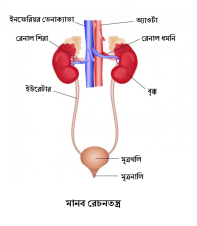 ইনফেরিয়র ভেনাক্যাভা
অ্যাওর্টা
রেনাল শিরা
রেনাল ধমনি
ইউরেটার
বৃক্ক
মূত্রথলি
মূত্রনালি
মানব রেচনতন্ত্র